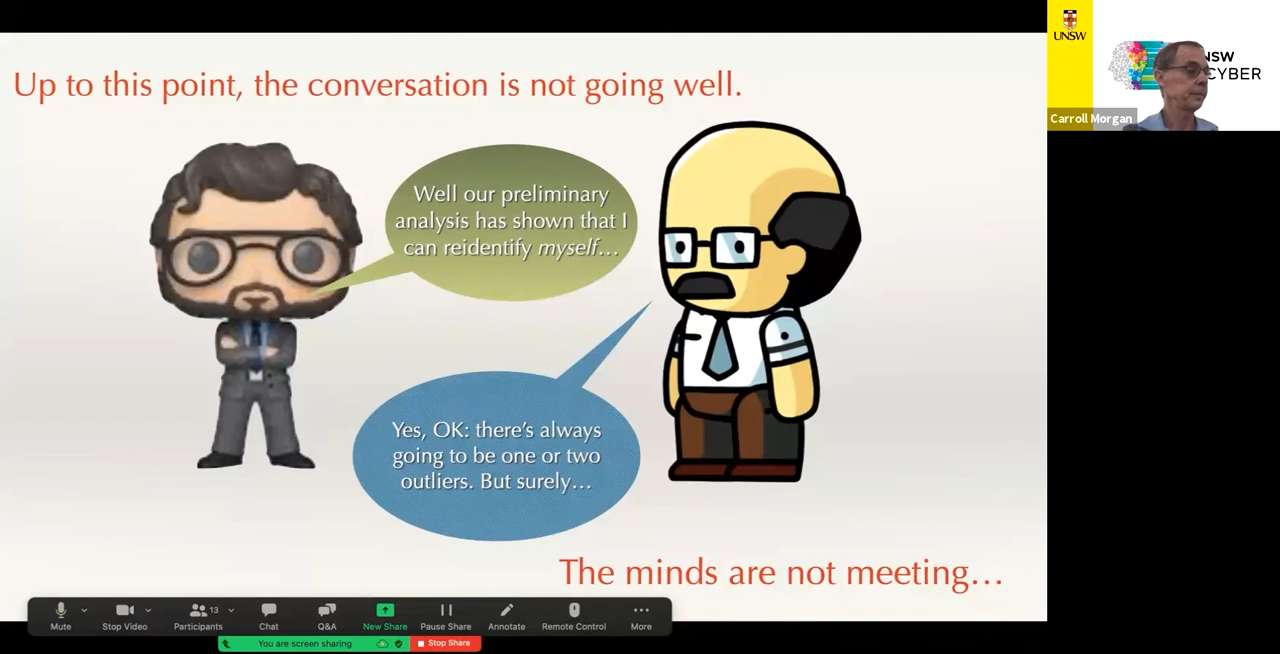 Up to this point, the conversation is not going well.
Well our preliminary
analysis has shown that I
can reidentify myself...
Yes, OK: there's always
going to be one or two
outliers. But surely...
The minds are not meeting...
UNSW
NSW
CYBER
Carroll Morgan
Mute
Stop Video
Participants
13
Chat
Q&A
New Share
Pause Share
Annotate
Remote Control
More
You are screen sharing
Stop Share